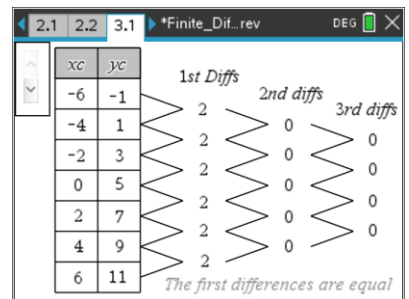 2.1 2.2 3.1 *Finite_Dif...rev DEG
xc yc 1st Diffs 2nd diffs 3rd diffs
-6 -1
2
-4 1 0
2 0
-2 3 0
2 0
0 5 0
2 0
2 7 0
2 0
4 9 0
2
6 11
The first differences are equal